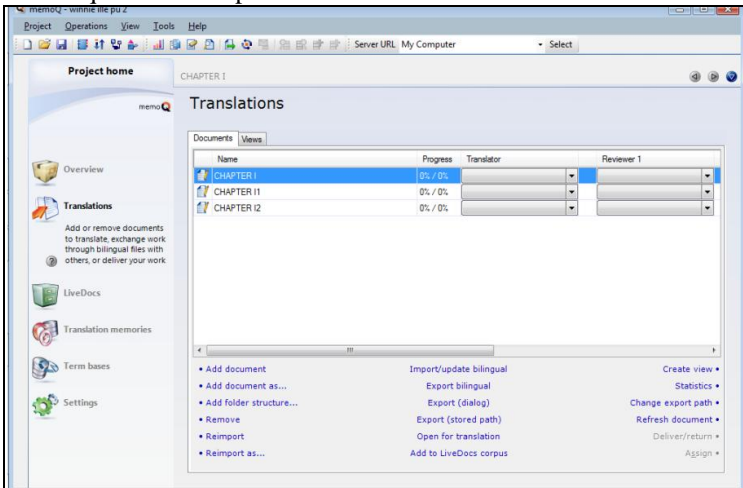 memoQ - winnie ille pu 2
Project Operations View Tools Help
Server URL My Computer Select
Project home
CHAPTER I
memoQ
Translations
Documents Views
Name Progress Translator Reviewer 1
CHAPTER I 0% / 0%
CHAPTER I1 0% / 0%
CHAPTER I2 0% / 0%
Overview
Translations
Add or remove documents
to translate, exchange work
through bilingual files with
others, or deliver your work
LiveDocs
Translation memories
Term bases
Settings
• Add document Import/update bilingual Create view •
• Add document as... Export bilingual Statistics •
• Add folder structure... Export (dialog) Change export path •
• Remove Export (stored path) Refresh document •
• Reimport Open for translation Deliver/return •
• Reimport as... Add to LiveDocs corpus Assign •